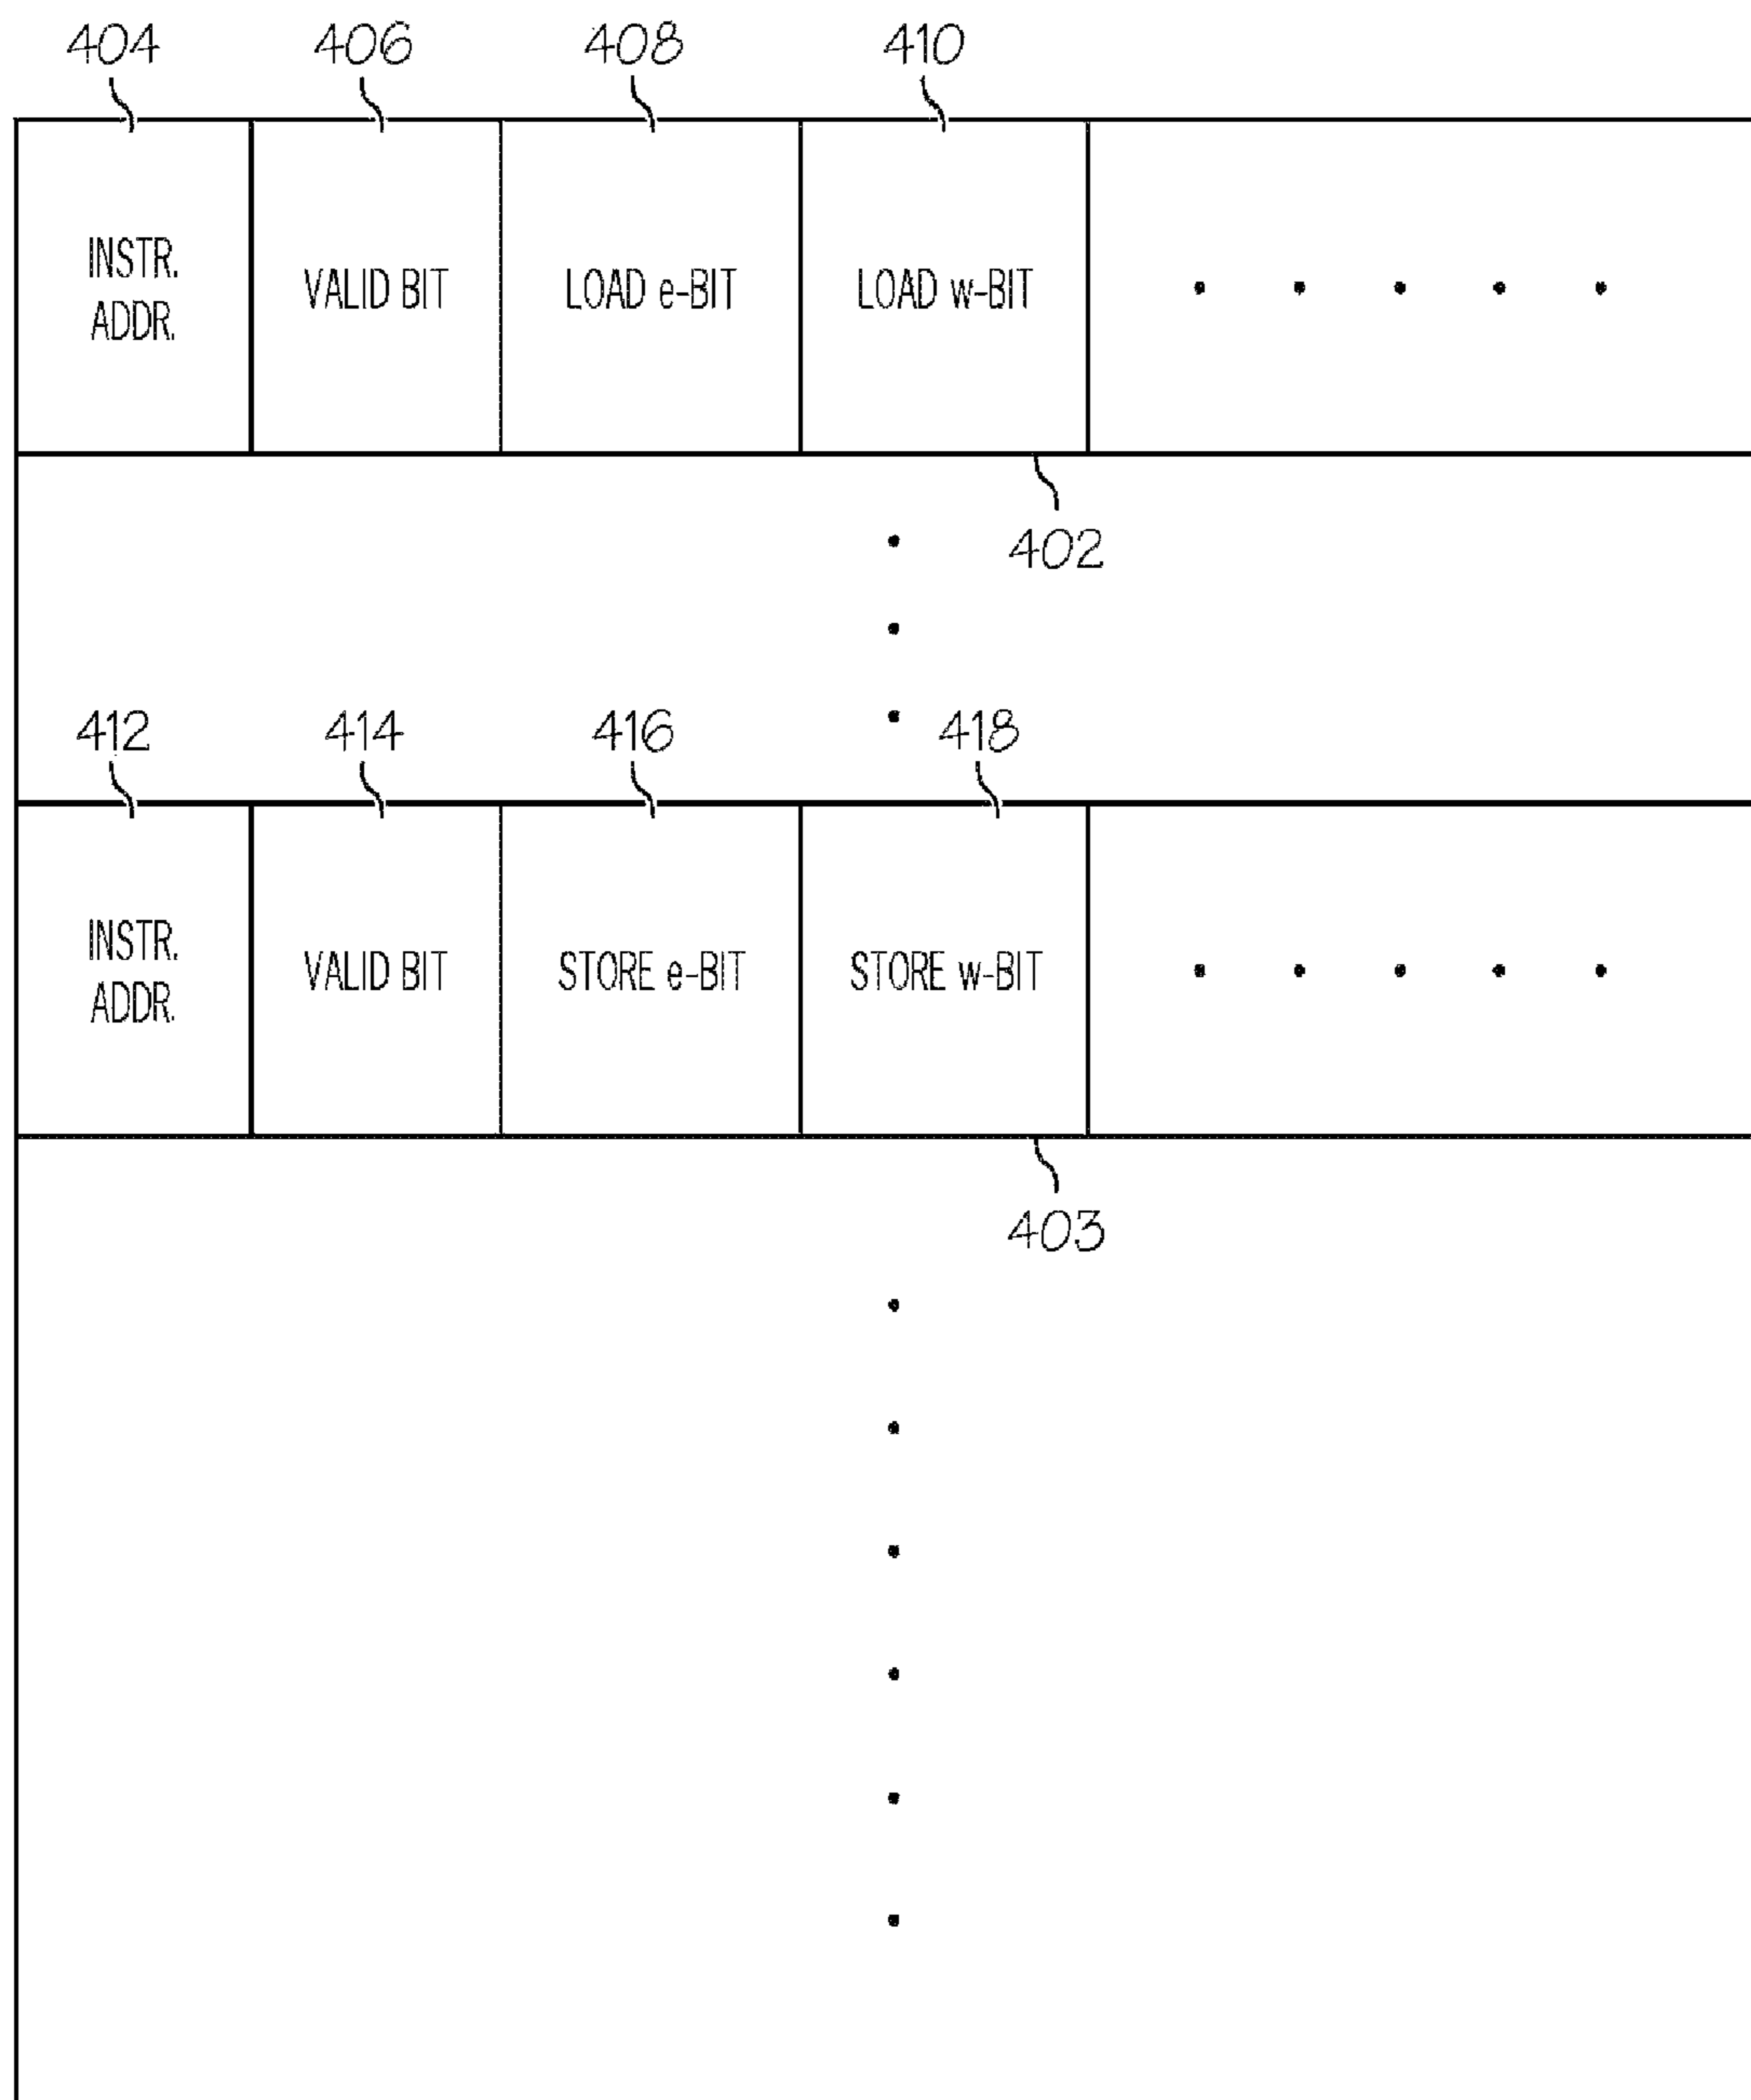 404 406 408 410
INSTR.
ADDR.
VALID BIT
LOAD e-BIT
LOAD w-BIT
402
412 414 416 418
INSTR.
ADDR.
VALID BIT
STORE e-BIT
STORE w-BIT
403